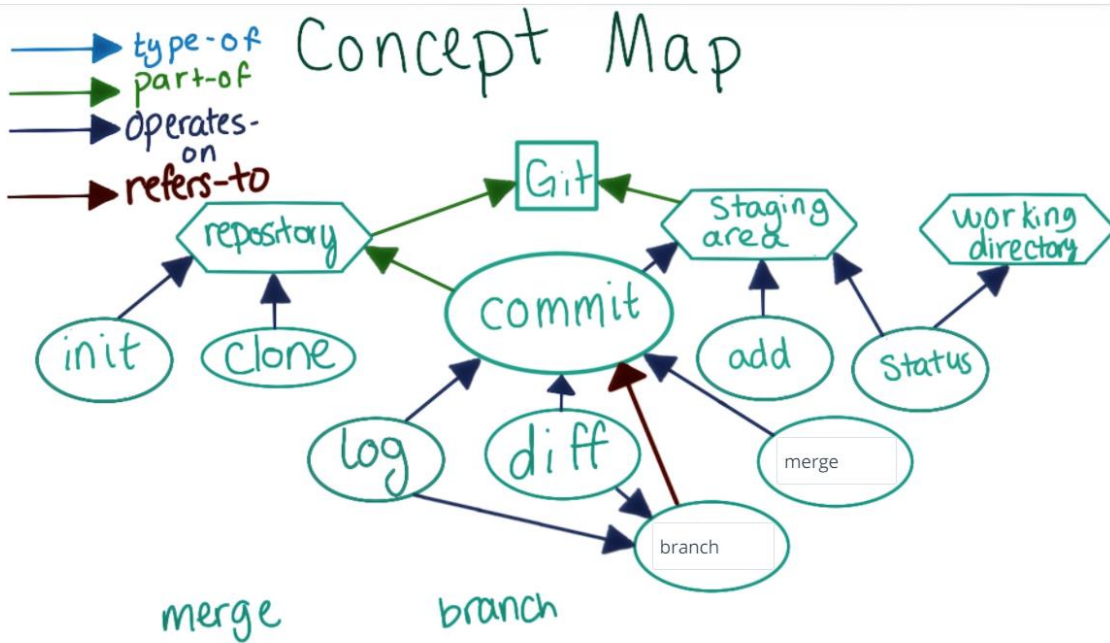 Concept Map
type-of
part-of
operates-
on
refers-to
Git
repository
Staging
area
working
directory
commit
init
clone
add
Status
log
diff
merge
branch
merge
branch